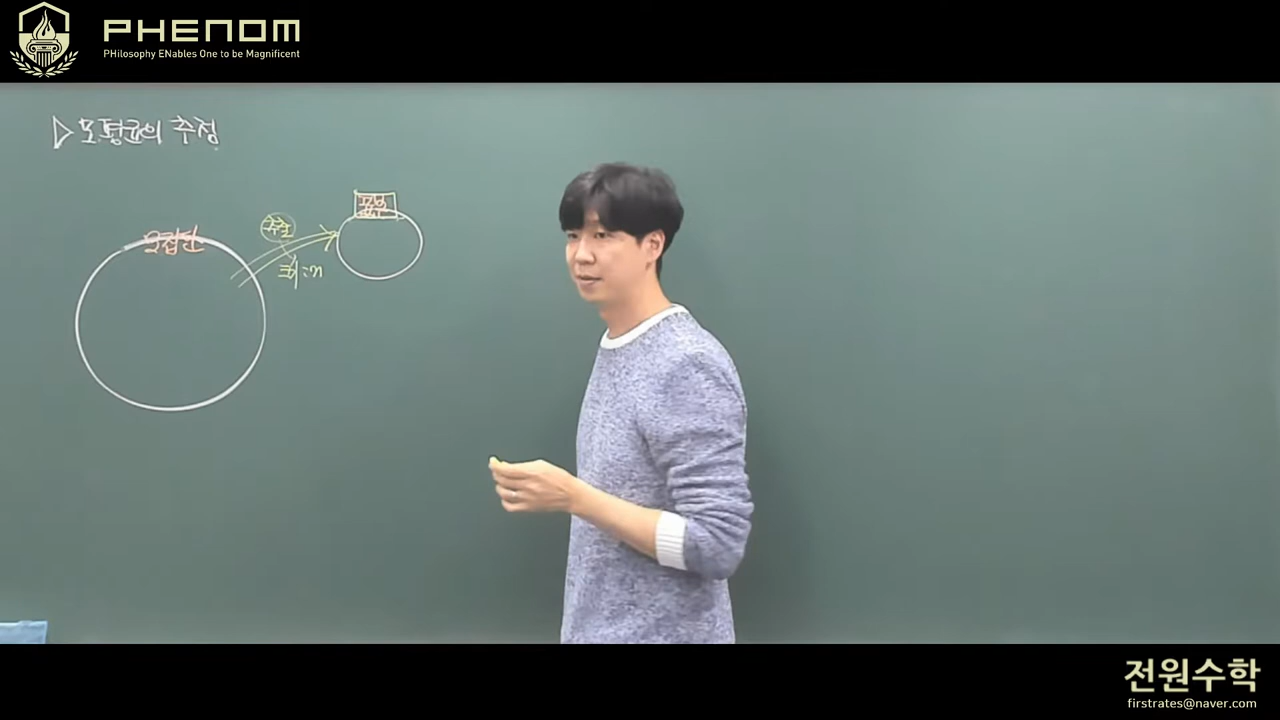 PHENOM
PHilosophy ENables One to be Magnificent
▷ 모평균의 추정
모집단
추출
크기 : n
표본
전원수학
firstrates@naver.com